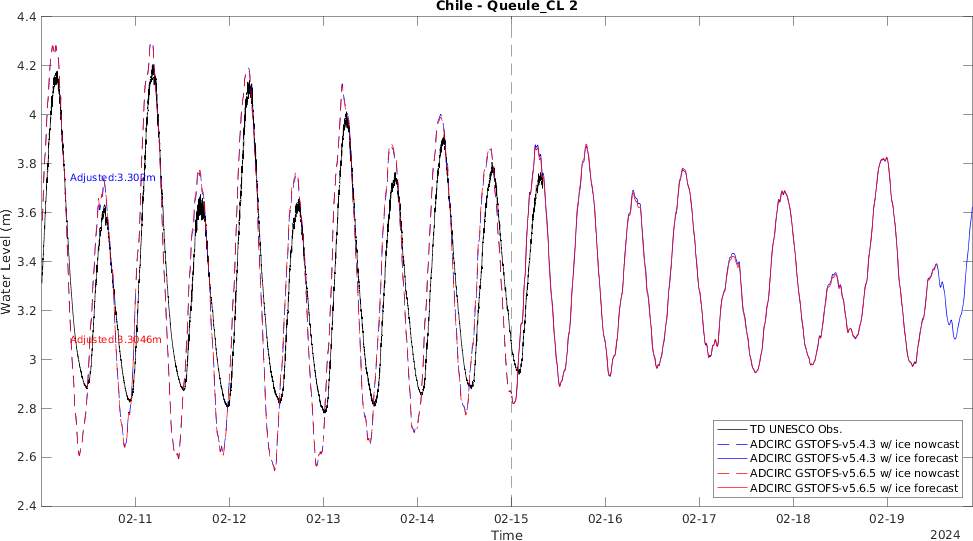 Chile - Queule_CL 2
4.4
4.2
4
3.8
3.6
3.4
3.2
3
2.8
2.6
2.4
Water Level (m)
Adjusted:3.302m
Adjusted:3.3046m
TD UNESCO Obs.
ADCIRC GSTOFS-v5.4.3 w/ ice nowcast
ADCIRC GSTOFS-v5.4.3 w/ ice forecast
ADCIRC GSTOFS-v5.6.5 w/ ice nowcast
ADCIRC GSTOFS-v5.6.5 w/ ice forecast
02-11 02-12 02-13 02-14 02-15 02-16 02-17 02-18 02-19
Time
2024